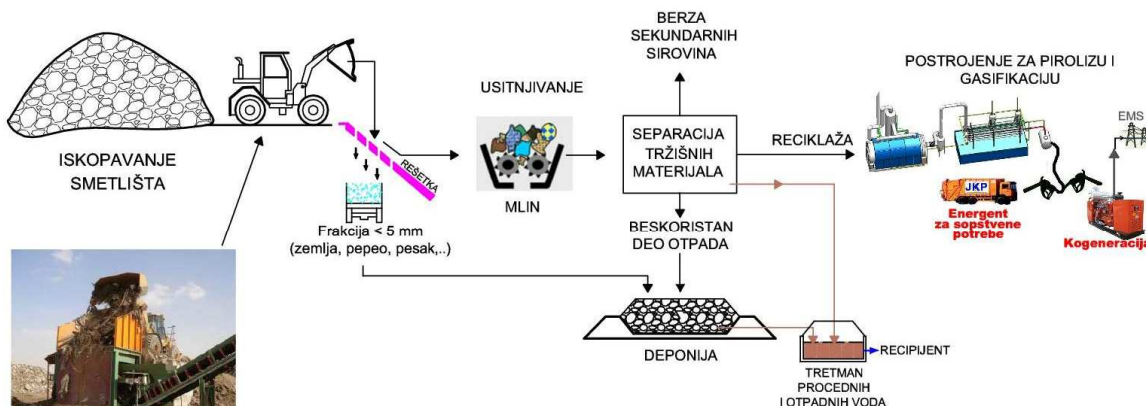 BERZA
SEKUNDARNIH
SIROVINA
POSTROJENJE ZA PIROLIZU I
GASIFIKACIJU
USITNJIVANJE
EMS
ISKOPAVANJE
SMETLIŠTA
REŠETKA
MLIN
SEPARACIJA
TRŽIŠNIH
MATERIJALA
RECIKLAŽA
JKP
Energent
za sopstvene
potrebe
Kogeneracija
Frakcija < 5 mm
(zemlja, pepeo, pesak,..)
BESKORISTAN
DEO OTPADA
DEPONIJA
RECIPIJENT
TRETMAN
PROCEDNIH
I OTPADNIH VODA